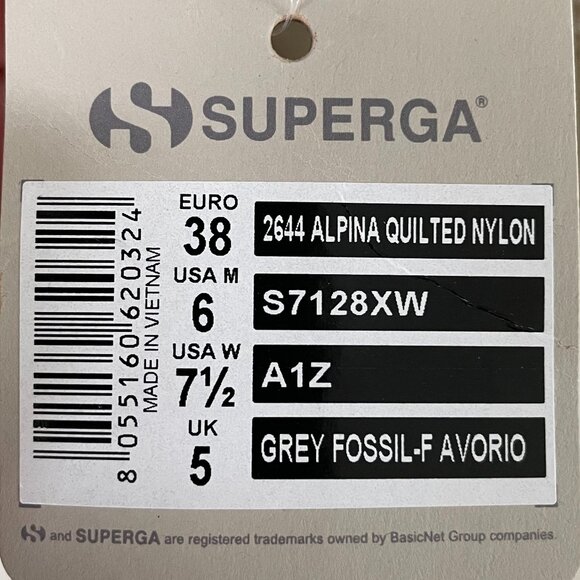 SUPERGA®
EURO
38
USA M
6
USA W
7½
UK
5
2644 ALPINA QUILTED NYLON
S7128XW
A1Z
GREY FOSSIL-F AVORIO
8 055160 620324
MADE IN VIETNAM
and SUPERGA are registered trademarks owned by BasicNet Group companies.